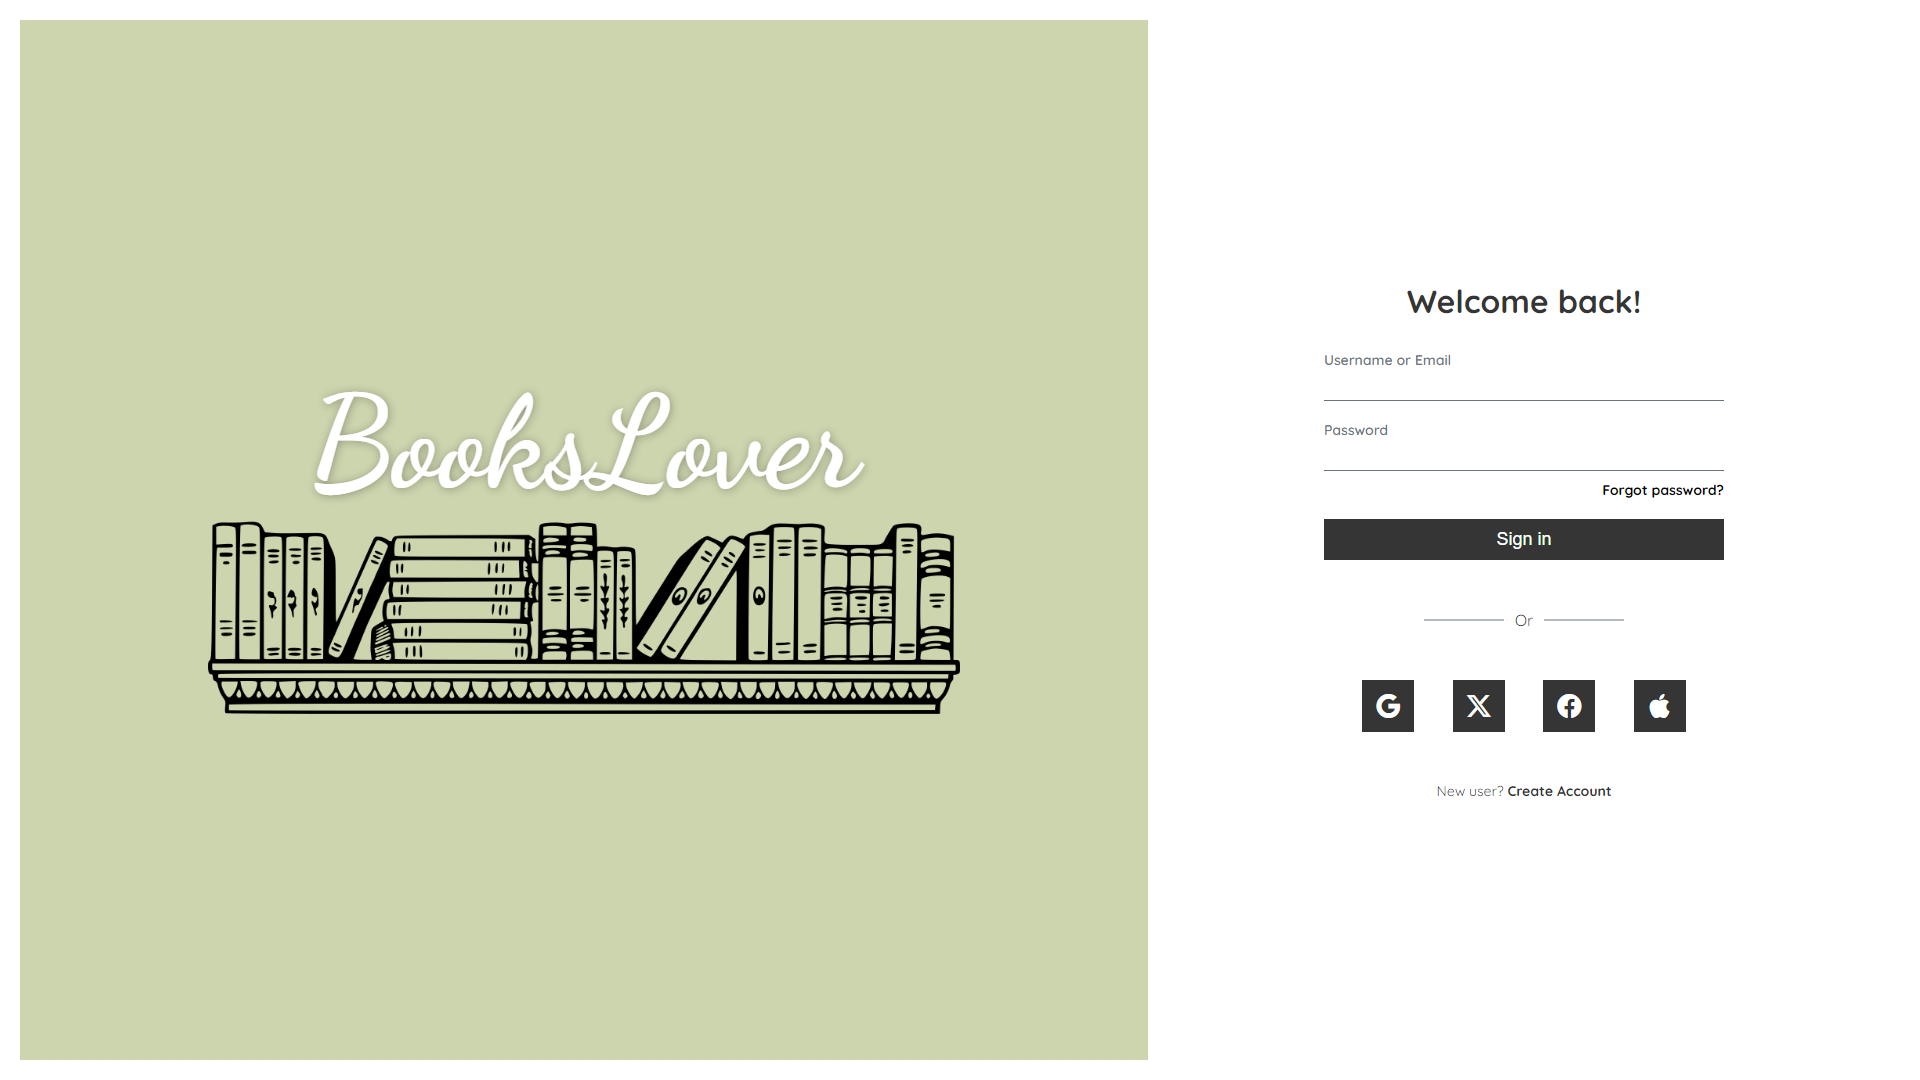 BooksLover
Welcome back!
Username or Email
Password
Forgot password?
Sign in
Or
New user? Create Account